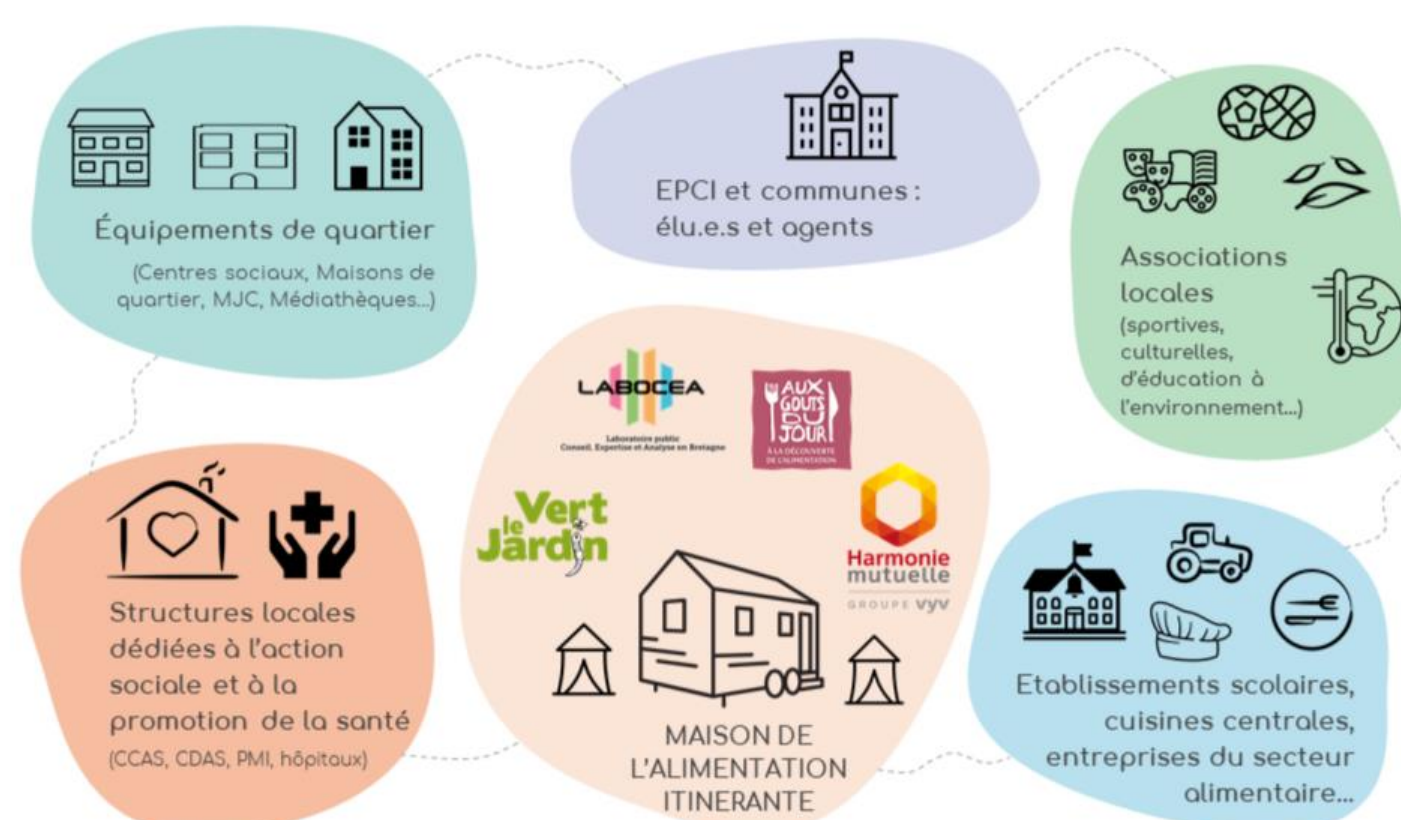 Équipements de quartier
(Centres sociaux, Maisons de
quartier, MJC, Médiathèques...)
EPCI et communes :
élu.e.s et agents
Associations
locales
(sportives,
culturelles,
d'éducation à
l'environnement...)
LABOCEA
Laboratoire public
Conseil, Expertise et Analyse en Bretagne
AUX
GOUTS
DU
JOUR
À LA DÉCOUVERTE
DE L'ALIMENTATION
Vert
le
Jardin
Harmonie
mutuelle
GROUPE vyv
MAISON DE
L'ALIMENTATION
ITINERANTE
Structures locales
dédiées à l'action
sociale et à la
promotion de la santé
(CCAS, CDAS, PMI, hôpitaux)
Etablissements scolaires,
cuisines centrales,
entreprises du secteur
alimentaire...